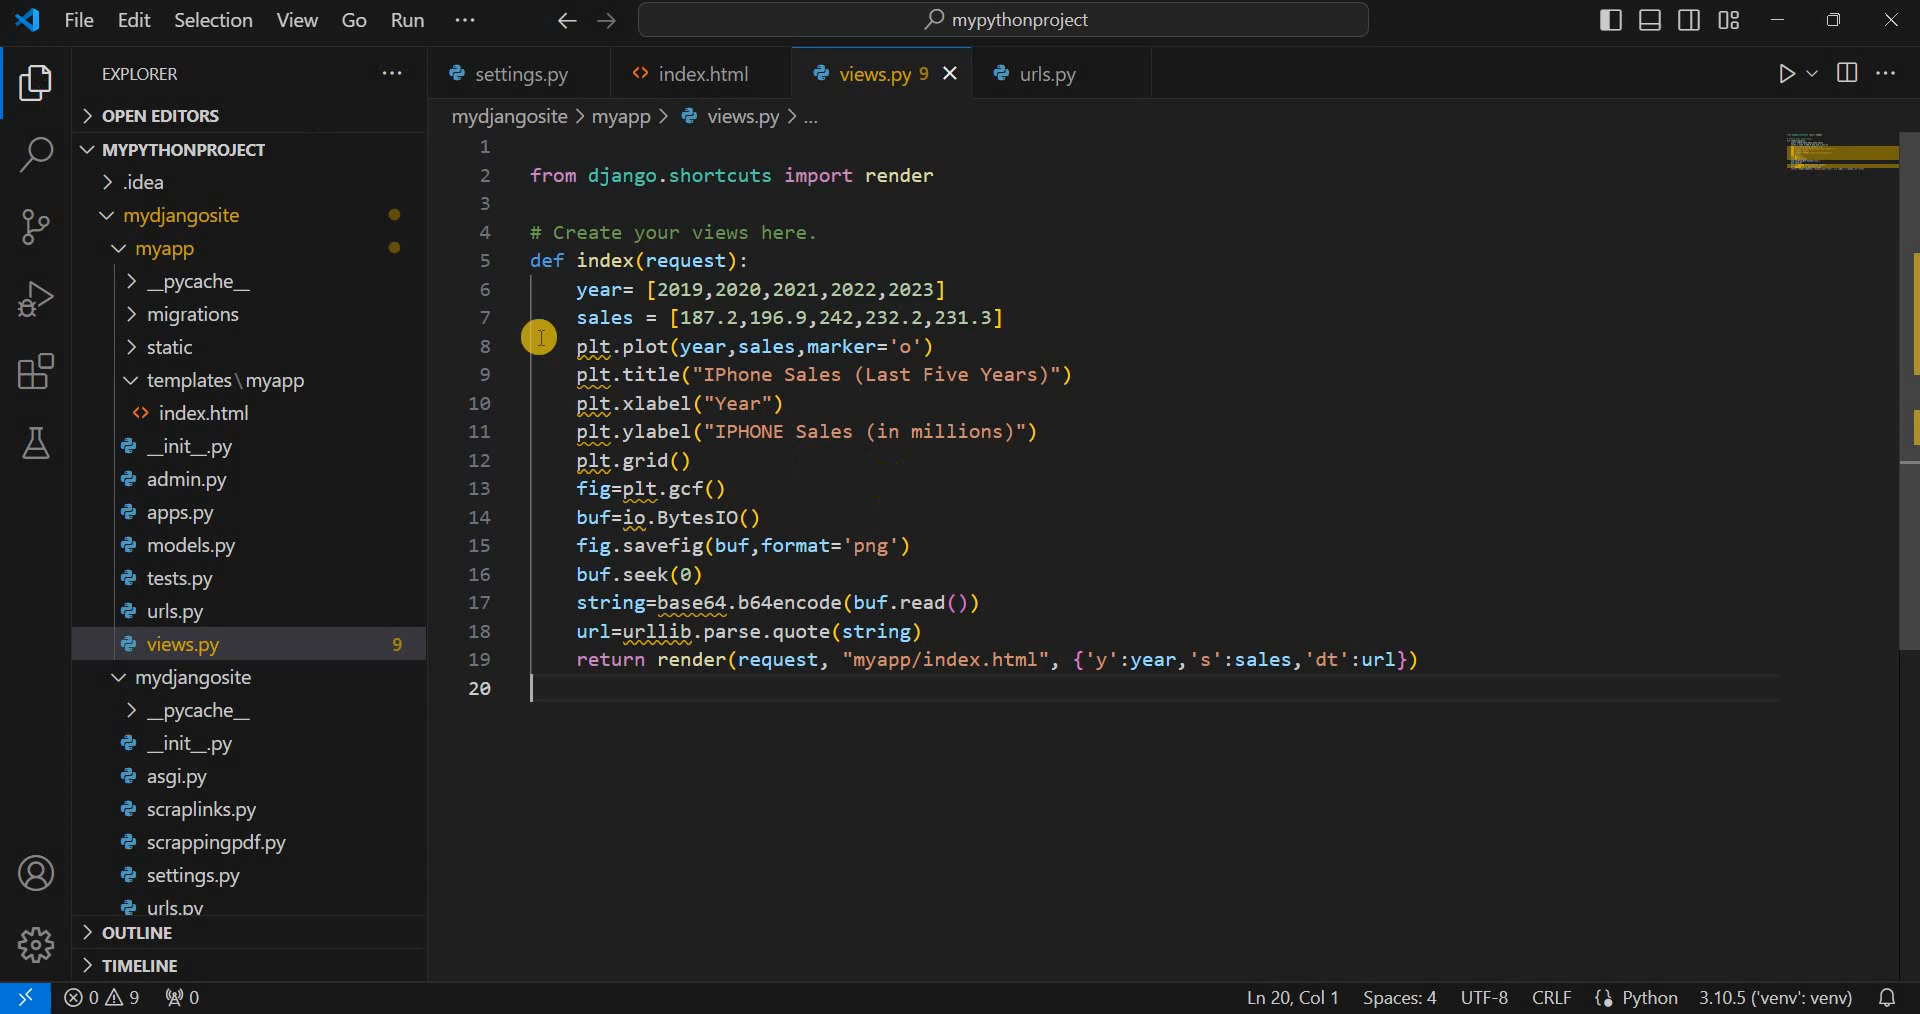 File Edit Selection View Go Run ... mypythonproject
EXPLORER ...
OPEN EDITORS
MYPYTHONPROJECT
.idea
mydjangosite
myapp
__pycache__
migrations
static
templates\myapp
index.html
__init__.py
admin.py
apps.py
models.py
tests.py
urls.py
views.py 9
mydjangosite
__pycache__
__init__.py
asgi.py
scraplinks.py
scrappingpdf.py
settings.py
urls.py
OUTLINE
TIMELINE
settings.py index.html views.py 9 urls.py
mydjangosite > myapp > views.py > ...
1
2 from django.shortcuts import render
3
4 # Create your views here.
5 def index(request):
6 year= [2019,2020,2021,2022,2023]
7 sales = [187.2,196.9,242,232.2,231.3]
8 plt.plot(year,sales,marker='o')
9 plt.title("IPhone Sales (Last Five Years)")
10 plt.xlabel("Year")
11 plt.ylabel("IPHONE Sales (in millions)")
12 plt.grid()
13 fig=plt.gcf()
14 buf=io.BytesIO()
15 fig.savefig(buf,format='png')
16 buf.seek(0)
17 string=base64.b64encode(buf.read())
18 url=urllib.parse.quote(string)
19 return render(request, "myapp/index.html", {'y':year,'s':sales,'dt':url})
20
0 9 0 Ln 20, Col 1 Spaces: 4 UTF-8 CRLF Python 3.10.5 ('venv': venv)